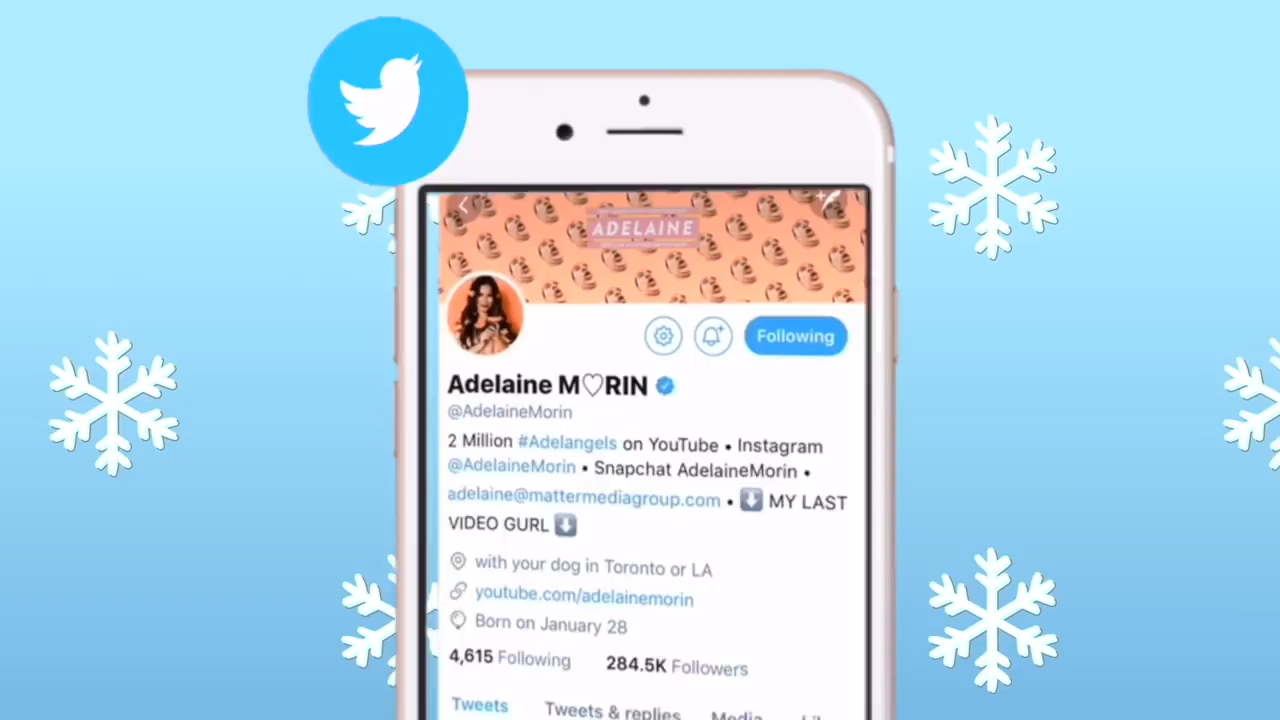 ADELAINE
Following
Adelaine M♡RIN
@AdelaineMorin
2 Million #Adelangels on YouTube • Instagram
@AdelaineMorin • Snapchat AdelaineMorin •
adelaine@mattermediagroup.com • ⬇️ MY LAST
VIDEO GURL ⬇️
with your dog in Toronto or LA
youtube.com/adelainemorin
Born on January 28
4,615 Following 284.5K Followers
Tweets Tweets & replies Media